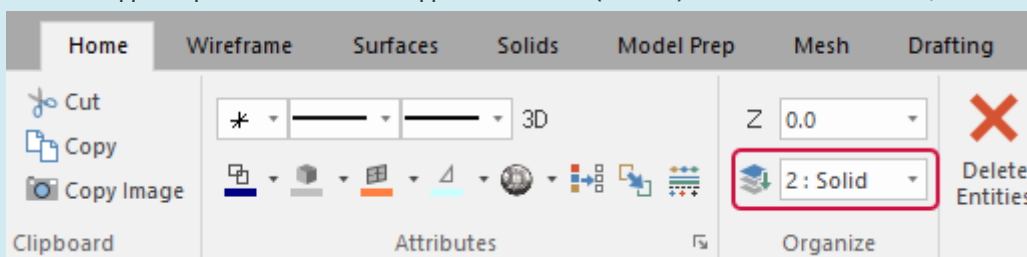 Home Wireframe Surfaces Solids Model Prep Mesh Drafting
Cut
Copy
Copy Image
3D
Z 0.0
2 : Solid
Delete
Entities
Clipboard Attributes Organize